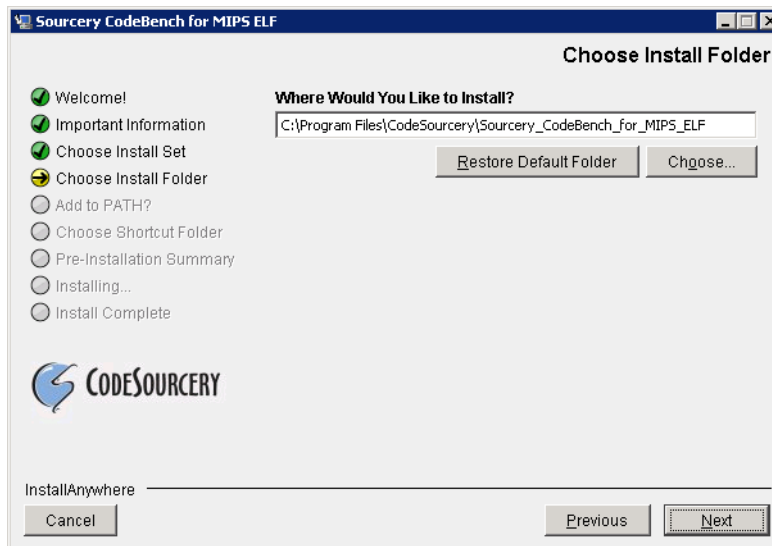 Sourcery CodeBench for MIPS ELF
Choose Install Folder
Welcome!
Important Information
Choose Install Set
Choose Install Folder
Add to PATH?
Choose Shortcut Folder
Pre-Installation Summary
Installing...
Install Complete
Where Would You Like to Install?
C:\Program Files\CodeSourcery\Sourcery_CodeBench_for_MIPS_ELF
Restore Default Folder
Choose...
CODESOURCERY
InstallAnywhere
Cancel
Previous
Next